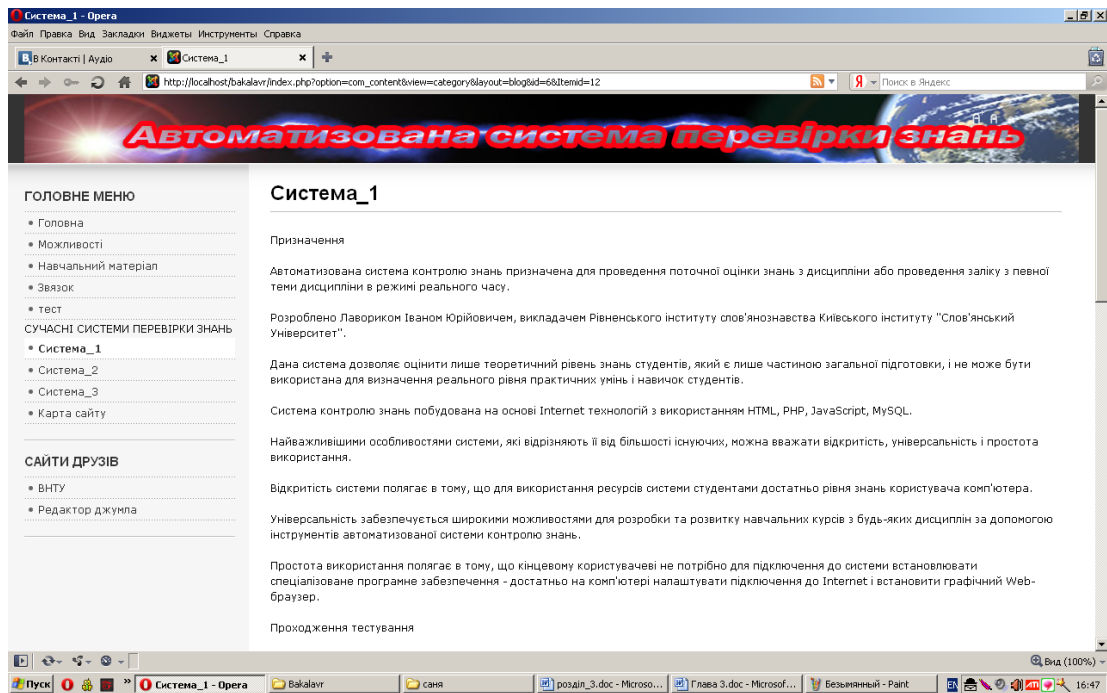 Система_1 - Opera
Файл Правка Вид Закладки Виджеты Инструменты Справка
В Контакті | Аудіо
Система_1
http://localhost/bakalavr/index.php?option=com_content&view=category&layout=blog&id=6&Itemid=12
Поиск в Яндекс
Автоматизована система перевірки знань
ГОЛОВНЕ МЕНЮ
Головна
Можливості
Навчальний матеріал
Звязок
тест
СУЧАСНІ СИСТЕМИ ПЕРЕВІРКИ ЗНАНЬ
Система_1
Система_2
Система_3
Карта сайту
САЙТИ ДРУЗІВ
ВНТУ
Редактор джумла
Система_1
Призначення
Автоматизована система контролю знань призначена для проведення поточної оцінки знань з дисципліни або проведення заліку з певної
теми дисципліни в режимі реального часу.
Розроблено Лавориком Іваном Юрійовичем, викладачем Рівненського інституту слов'янознавства Київського інституту "Слов'янський
Університет".
Дана система дозволяє оцінити лише теоретичний рівень знань студентів, який є лише частиною загальної підготовки, і не може бути
використана для визначення реального рівня практичних умінь і навичок студентів.
Система контролю знань побудована на основі Internet технологій з використанням HTML, PHP, JavaScript, MySQL.
Найважливішими особливостями системи, які відрізняють її від більшості існуючих, можна вважати відкритість, універсальність і простота
використання.
Відкритість системи полягає в тому, що для використання ресурсів системи студентами достатньо рівня знань користувача комп'ютера.
Універсальність забезпечується широкими можливостями для розробки та розвитку навчальних курсів з будь-яких дисциплін за допомогою
інструментів автоматизованої системи контролю знань.
Простота використання полягає в тому, що кінцевому користувачеві не потрібно для підключення до системи встановлювати
спеціалізоване програмне забезпечення - достатньо на комп'ютері налаштувати підключення до Internet і встановити графічний Web-
браузер.
Проходження тестування
Вид (100%)
Пуск
Система_1 - Opera
Bakalavr
саня
розділ_3.doc - Microso...
Глава 3.doc - Microsof...
Безымянный - Paint
EN
16:47